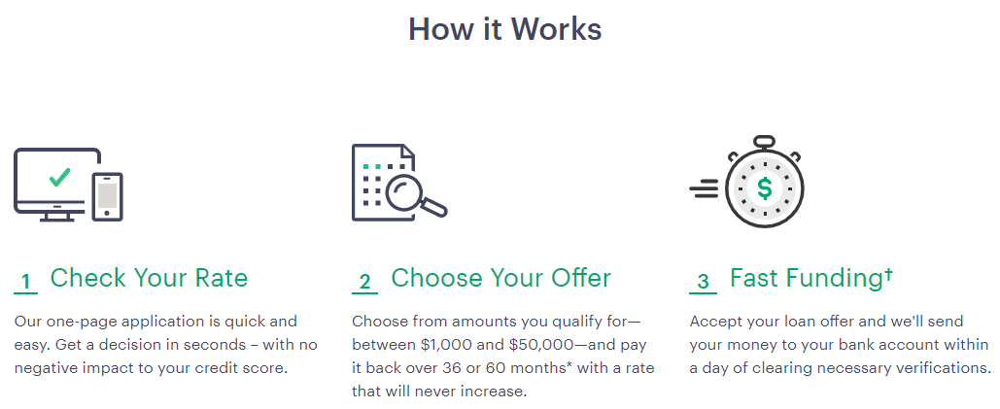 How it Works
$
1 Check Your Rate
Our one-page application is quick and
easy. Get a decision in seconds – with no
negative impact to your credit score.
2 Choose Your Offer
Choose from amounts you qualify for—
between $1,000 and $50,000—and pay
it back over 36 or 60 months* with a rate
that will never increase.
3 Fast Funding†
Accept your loan offer and we'll send
your money to your bank account within
a day of clearing necessary verifications.